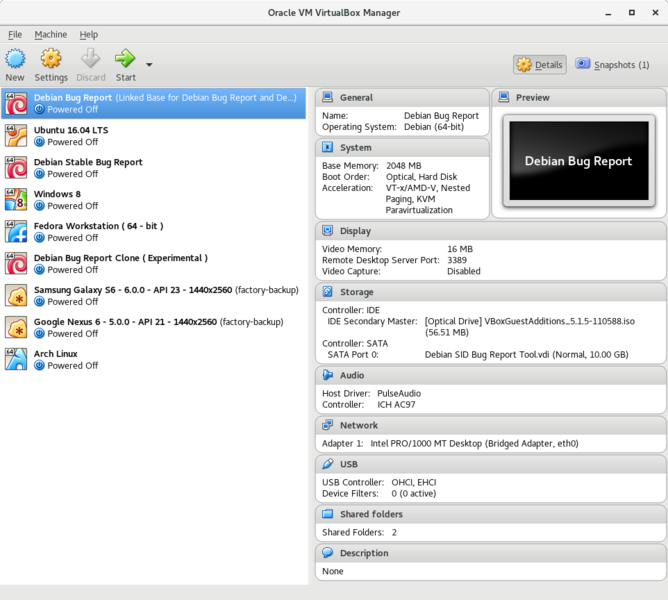 Oracle VM VirtualBox Manager
File Machine Help
New Settings Discard Start
Details Snapshots (1)
Debian Bug Report (Linked Base for Debian Bug Report and De...)
Powered Off
Ubuntu 16.04 LTS
Powered Off
Debian Stable Bug Report
Powered Off
Windows 8
Powered Off
Fedora Workstation ( 64 - bit )
Powered Off
Debian Bug Report Clone ( Experimental )
Powered Off
Samsung Galaxy S6 - 6.0.0 - API 23 - 1440x2560 (factory-backup)
Powered Off
Google Nexus 6 - 5.0.0 - API 21 - 1440x2560 (factory-backup)
Powered Off
Arch Linux
Powered Off
General
Name: Debian Bug Report
Operating System: Debian (64-bit)
System
Base Memory: 2048 MB
Boot Order: Optical, Hard Disk
Acceleration: VT-x/AMD-V, Nested
Paging, KVM
Paravirtualization
Preview
Debian Bug Report
Display
Video Memory: 16 MB
Remote Desktop Server Port: 3389
Video Capture: Disabled
Storage
Controller: IDE
IDE Secondary Master: [Optical Drive] VBoxGuestAdditions_5.1.5-110588.iso
(56.51 MB)
Controller: SATA
SATA Port 0: Debian SID Bug Report Tool.vdi (Normal, 10.00 GB)
Audio
Host Driver: PulseAudio
Controller: ICH AC97
Network
Adapter 1: Intel PRO/1000 MT Desktop (Bridged Adapter, eth0)
USB
USB Controller: OHCI, EHCI
Device Filters: 0 (0 active)
Shared folders
Shared Folders: 2
Description
None